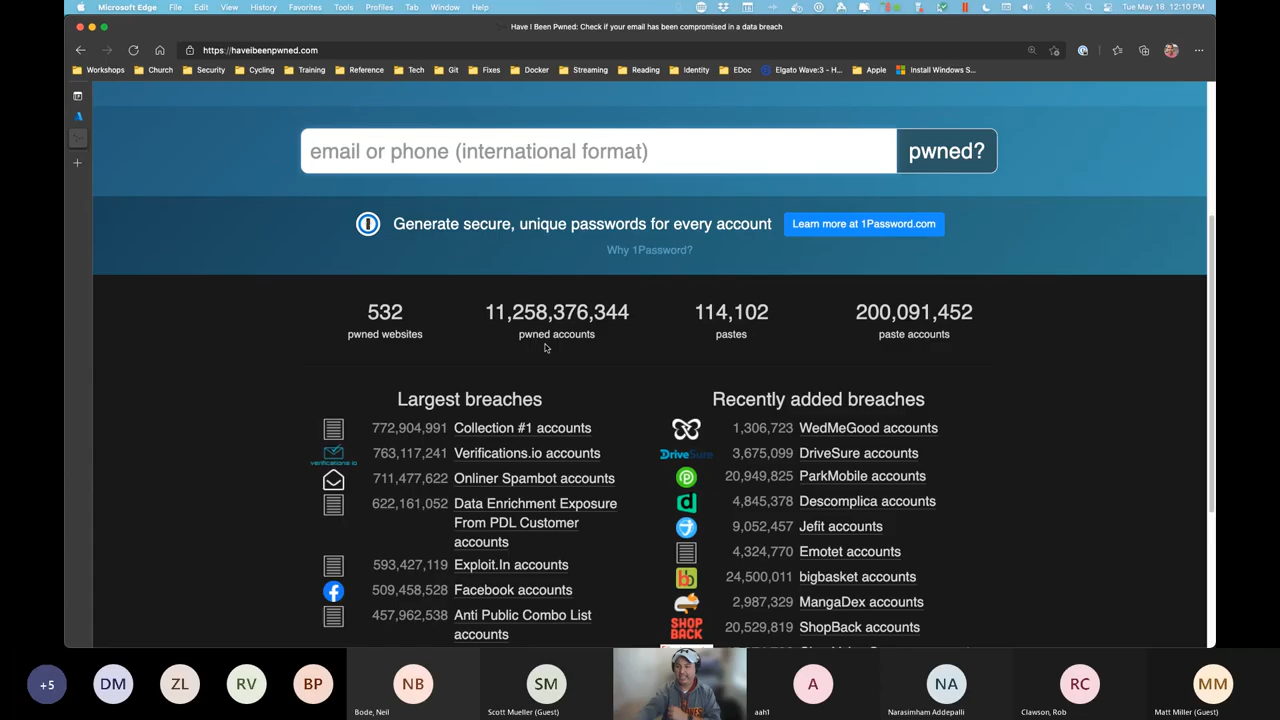 Microsoft Edge File Edit View History Favorites Tools Profiles Tab Window Help Tue May 18 12:10 PM
Have I Been Pwned: Check if your email has been compromised in a data breach
https://haveibeenpwned.com
Workshops Church Security Cycling Training Reference Tech Git Fixes Docker Streaming Reading Identity EDoc Elgato Wave:3 - H... Apple Install Windows S...
email or phone (international format) pwned?
Generate secure, unique passwords for every account Learn more at 1Password.com
Why 1Password?
532 11,258,376,344 114,102 200,091,452
pwned websites pwned accounts pastes paste accounts
Largest breaches
772,904,991 Collection #1 accounts
verifications.io 763,117,241 Verifications.io accounts
711,477,622 Onliner Spambot accounts
622,161,052 Data Enrichment Exposure
From PDL Customer
accounts
593,427,119 Exploit.In accounts
509,458,528 Facebook accounts
457,962,538 Anti Public Combo List
accounts
Recently added breaches
1,306,723 WedMeGood accounts
DriveSure 3,675,099 DriveSure accounts
20,949,825 ParkMobile accounts
4,845,378 Descomplica accounts
9,052,457 Jefit accounts
4,324,770 Emotet accounts
bb 24,500,011 bigbasket accounts
2,987,329 MangaDex accounts
SHOP BACK 20,529,819 ShopBack accounts
+5 DM ZL RV BP NB SM A NA RC MM
Bode, Neil Scott Mueller (Guest) aah1 Narasimham Addepalli Clawson, Rob Matt Miller (Guest)